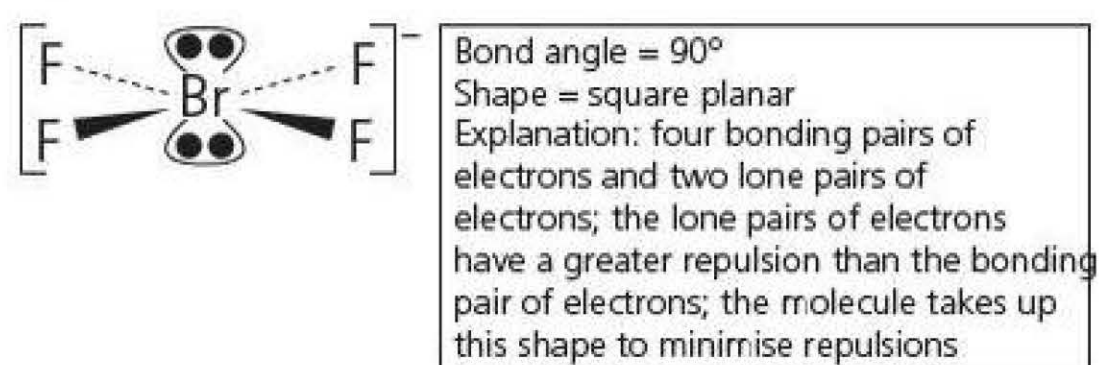 F F
Br
F F
−
Bond angle = 90º
Shape = square planar
Explanation: four bonding pairs of
electrons and two lone pairs of
electrons; the lone pairs of electrons
have a greater repulsion than the bonding
pair of electrons; the molecule takes up
this shape to minimise repulsions